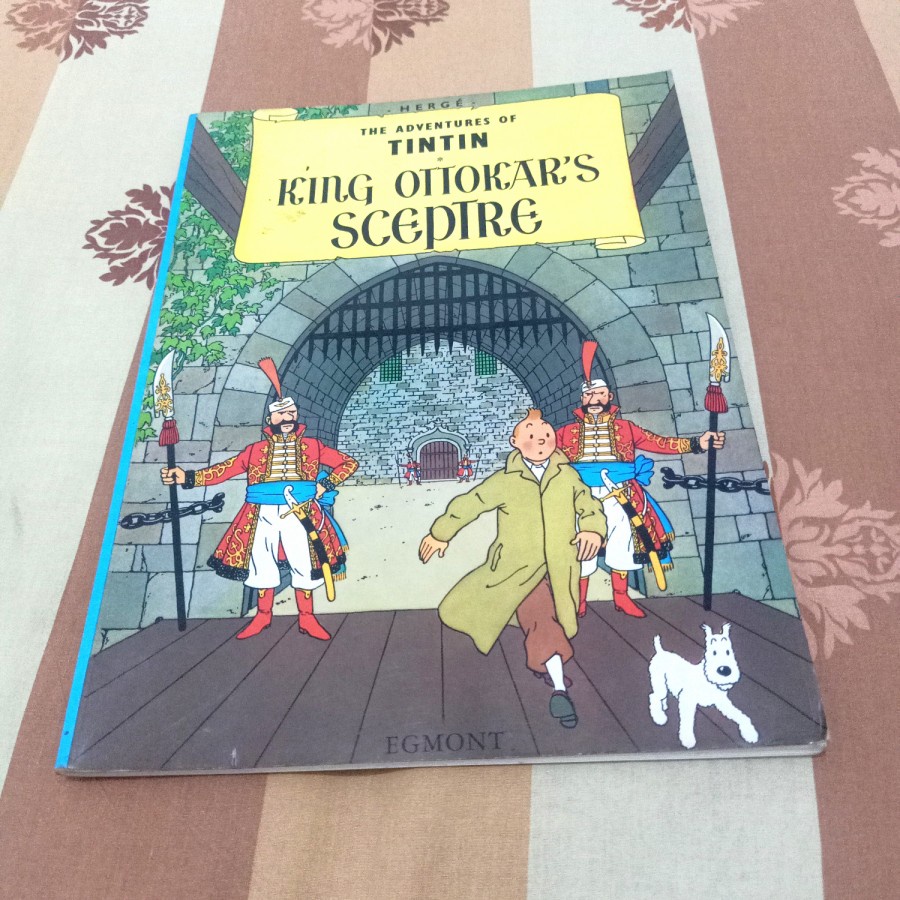 HERGÉ
THE ADVENTURES OF
TINTIN
KING OTTOKAR'S
SCEPTRE
EGMONT